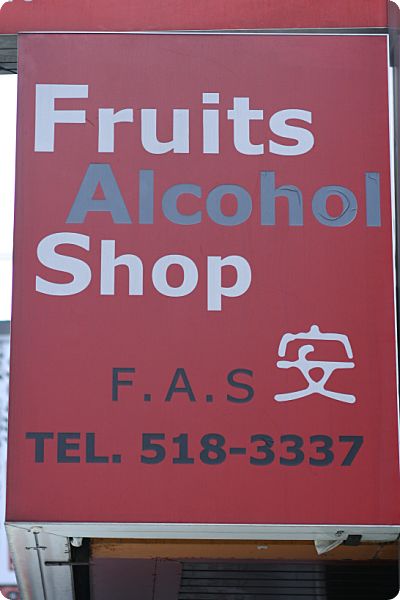 Fruits
Alcohol
Shop
F.A.S 安
TEL. 518-3337